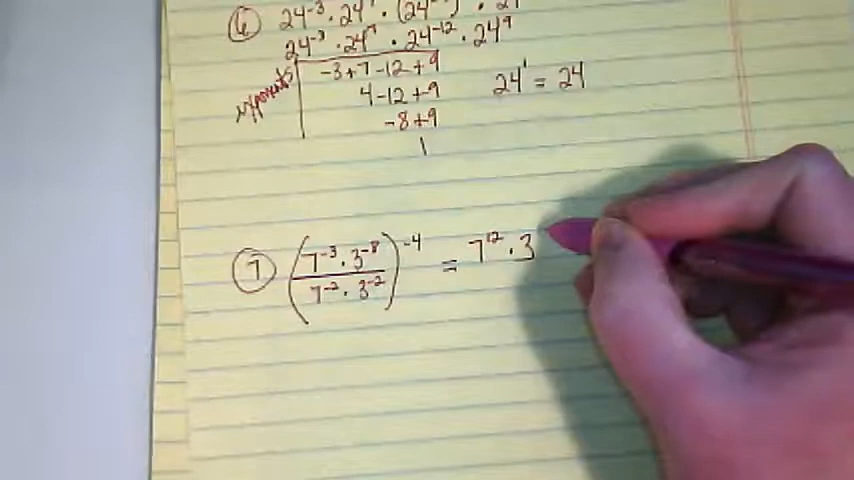 6 24⁻³ · 24⁷ · (24
24⁻³ · 24⁷ · 24⁻¹² · 24⁹
exponents -3+7-12+9
4-12+9 24¹ = 24
-8+9
1
7 (7⁻³ · 3⁻⁸ / 7⁻² · 3⁻²)⁻⁴ = 7¹² · 3